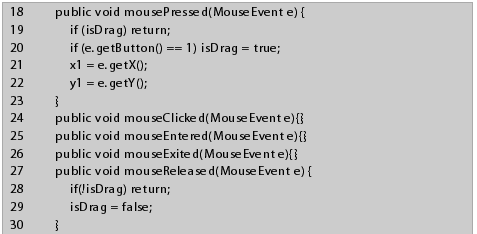 18 public void mousePressed(MouseEvent e) {
19 if (isDrag) return;
20 if (e.getButton() == 1) isDrag = true;
21 x1 = e.getX();
22 y1 = e.getY();
23 }
24 public void mouseClicked(MouseEvent e){}
25 public void mouseEntered(MouseEvent e){}
26 public void mouseExited(MouseEvent e){}
27 public void mouseReleased(MouseEvent e) {
28 if(!isDrag) return;
29 isDrag = false;
30 }